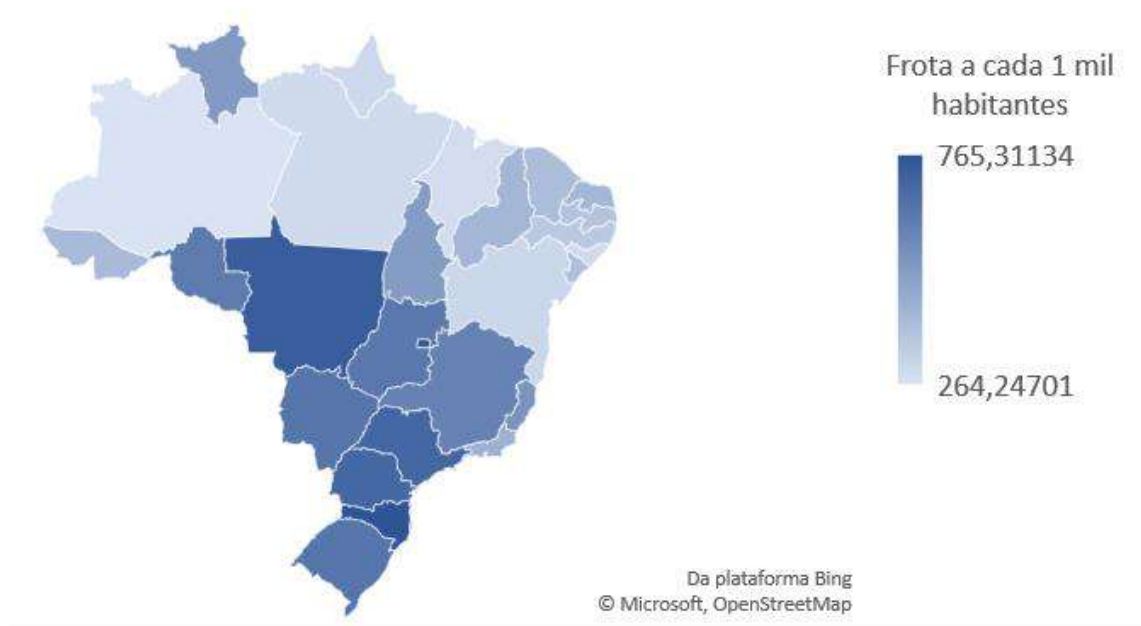 Frota a cada 1 mil
habitantes
765,31134
264,24701
Da plataforma Bing
© Microsoft, OpenStreetMap